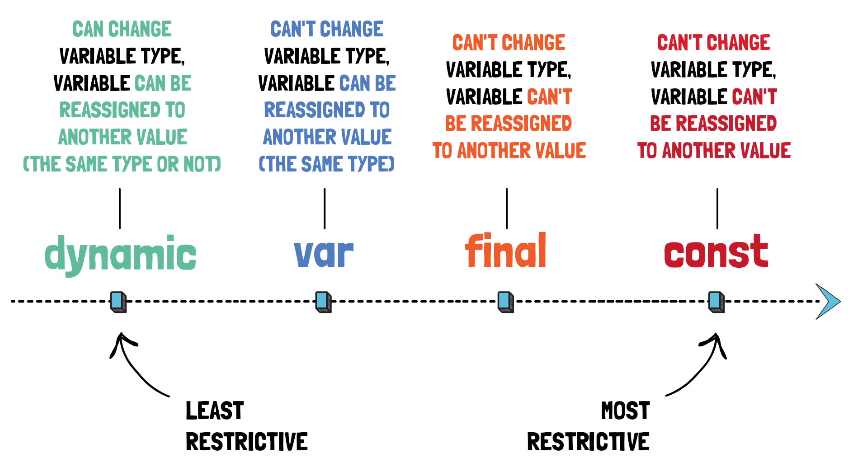 CAN CHANGE
VARIABLE TYPE,
VARIABLE CAN BE
REASSIGNED TO
ANOTHER VALUE
(THE SAME TYPE OR NOT)
dynamic
CAN'T CHANGE
VARIABLE TYPE,
VARIABLE CAN BE
REASSIGNED TO
ANOTHER VALUE
(THE SAME TYPE)
var
CAN'T CHANGE
VARIABLE TYPE,
VARIABLE CAN'T
BE REASSIGNED
TO ANOTHER VALUE
final
CAN'T CHANGE
VARIABLE TYPE,
VARIABLE CAN'T
BE REASSIGNED
TO ANOTHER VALUE
const
LEAST
RESTRICTIVE
MOST
RESTRICTIVE